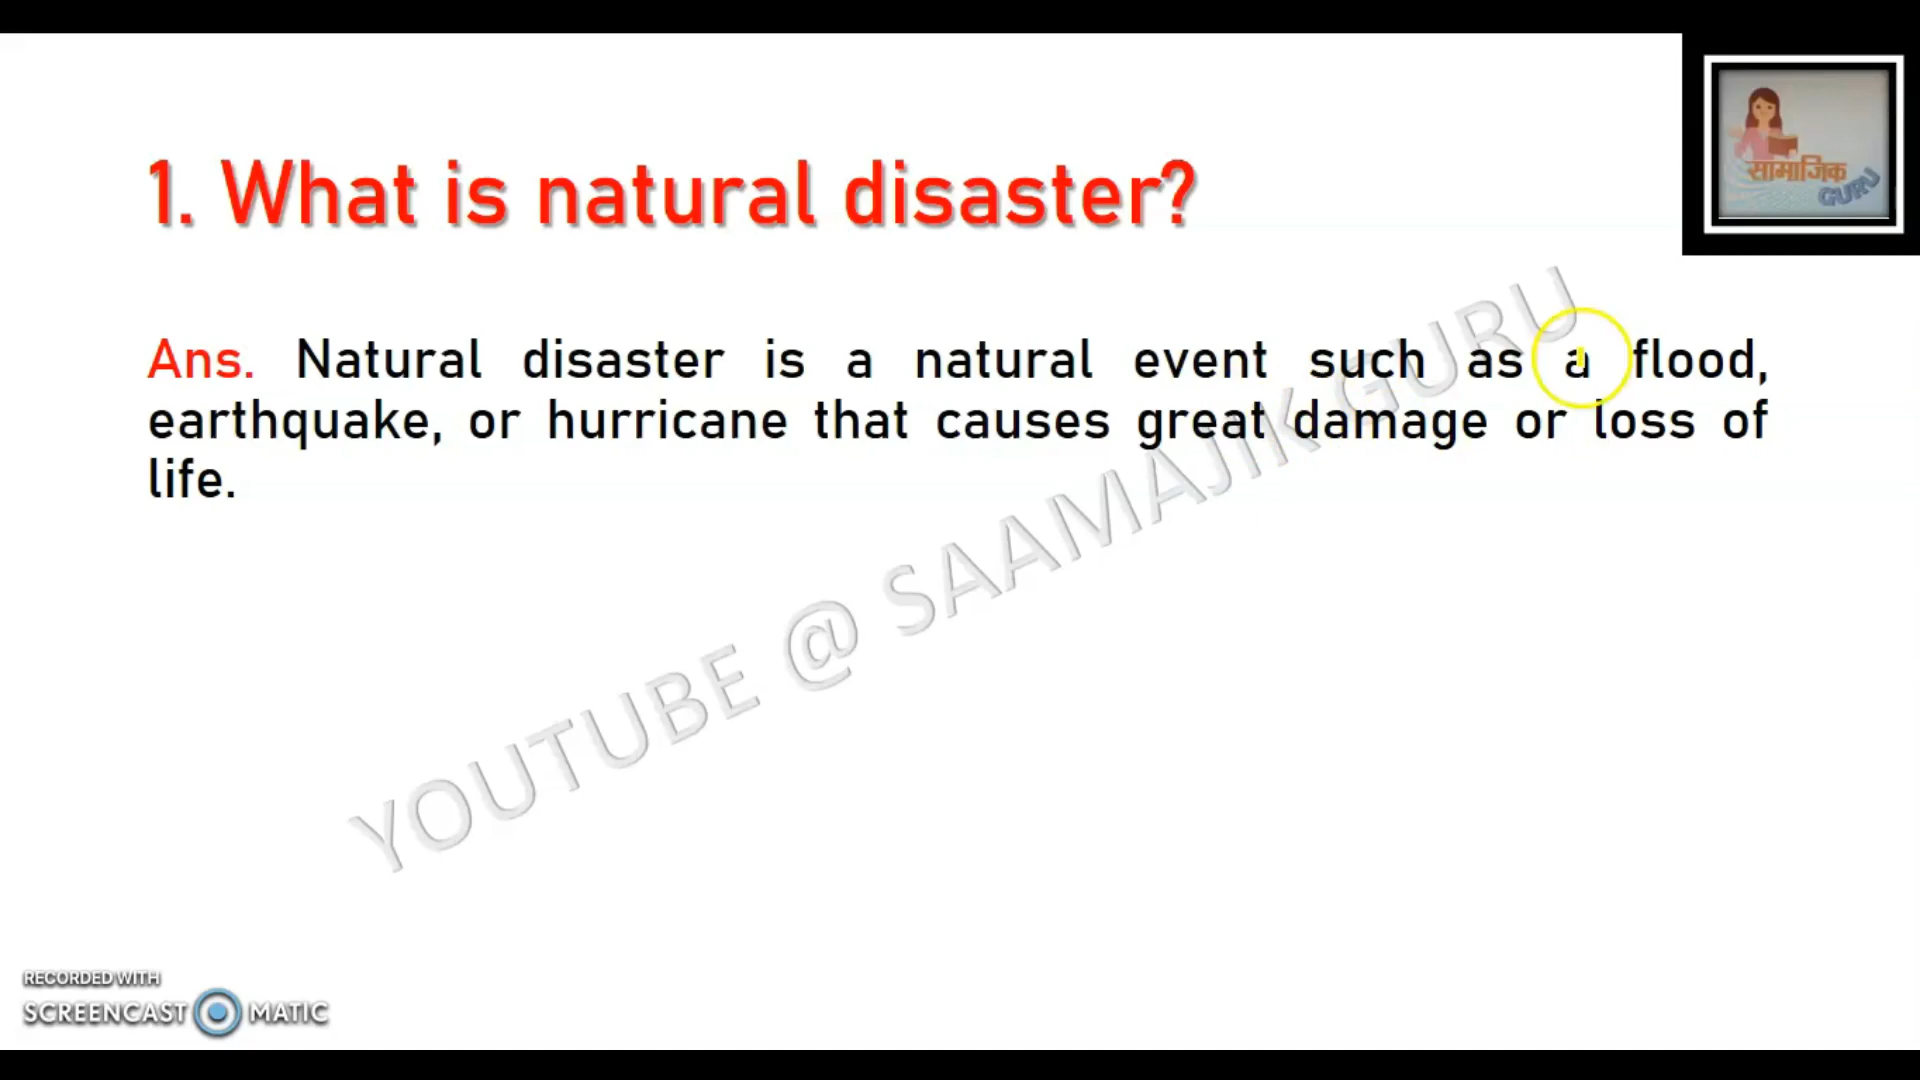 1. What is natural disaster?
Ans. Natural disaster is a natural event such as a flood,
earthquake, or hurricane that causes great damage or loss of
life.
YOUTUBE @ SAAMAJIK GURU
सामाजिक
GURU
RECORDED WITH
SCREENCAST MATIC